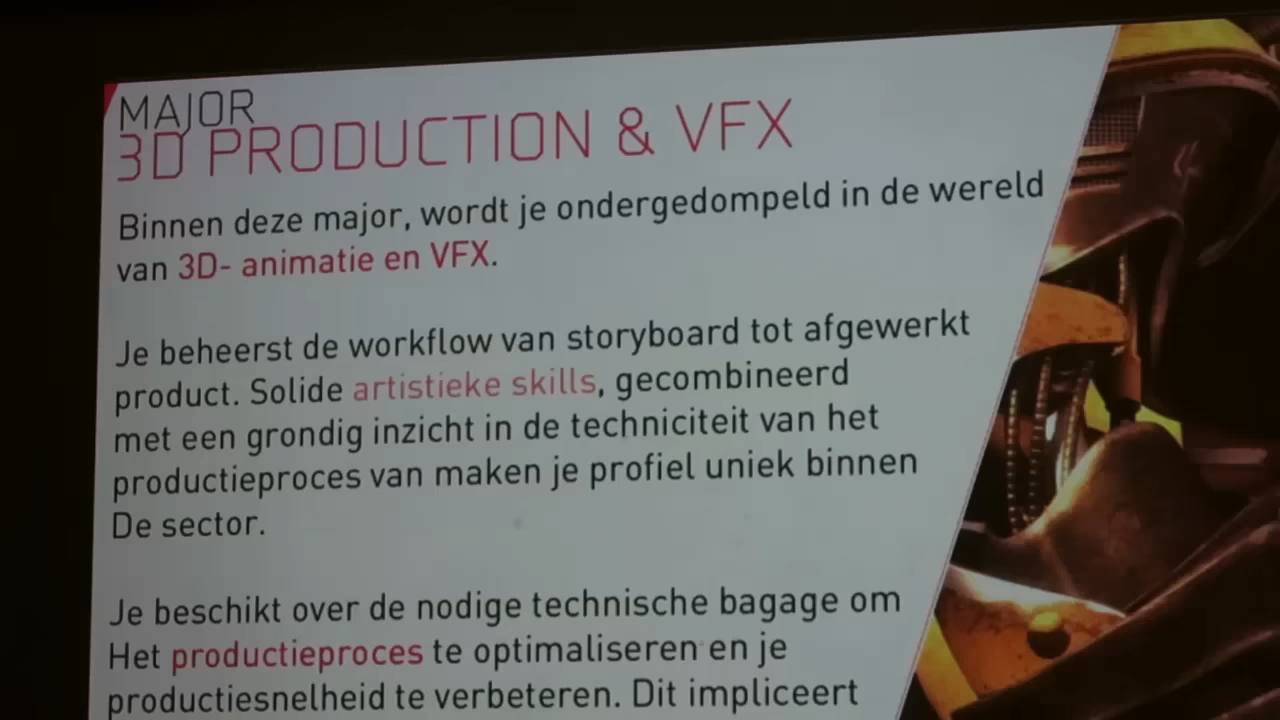 MAJOR
3D PRODUCTION & VFX
Binnen deze major, wordt je ondergedompeld in de wereld
van 3D- animatie en VFX.
Je beheerst de workflow van storyboard tot afgewerkt
product. Solide artistieke skills, gecombineerd
met een grondig inzicht in de techniciteit van het
productieproces van maken je profiel uniek binnen
De sector.
Je beschikt over de nodige technische bagage om
Het productieproces te optimaliseren en je
productiesnelheid te verbeteren. Dit impliceert